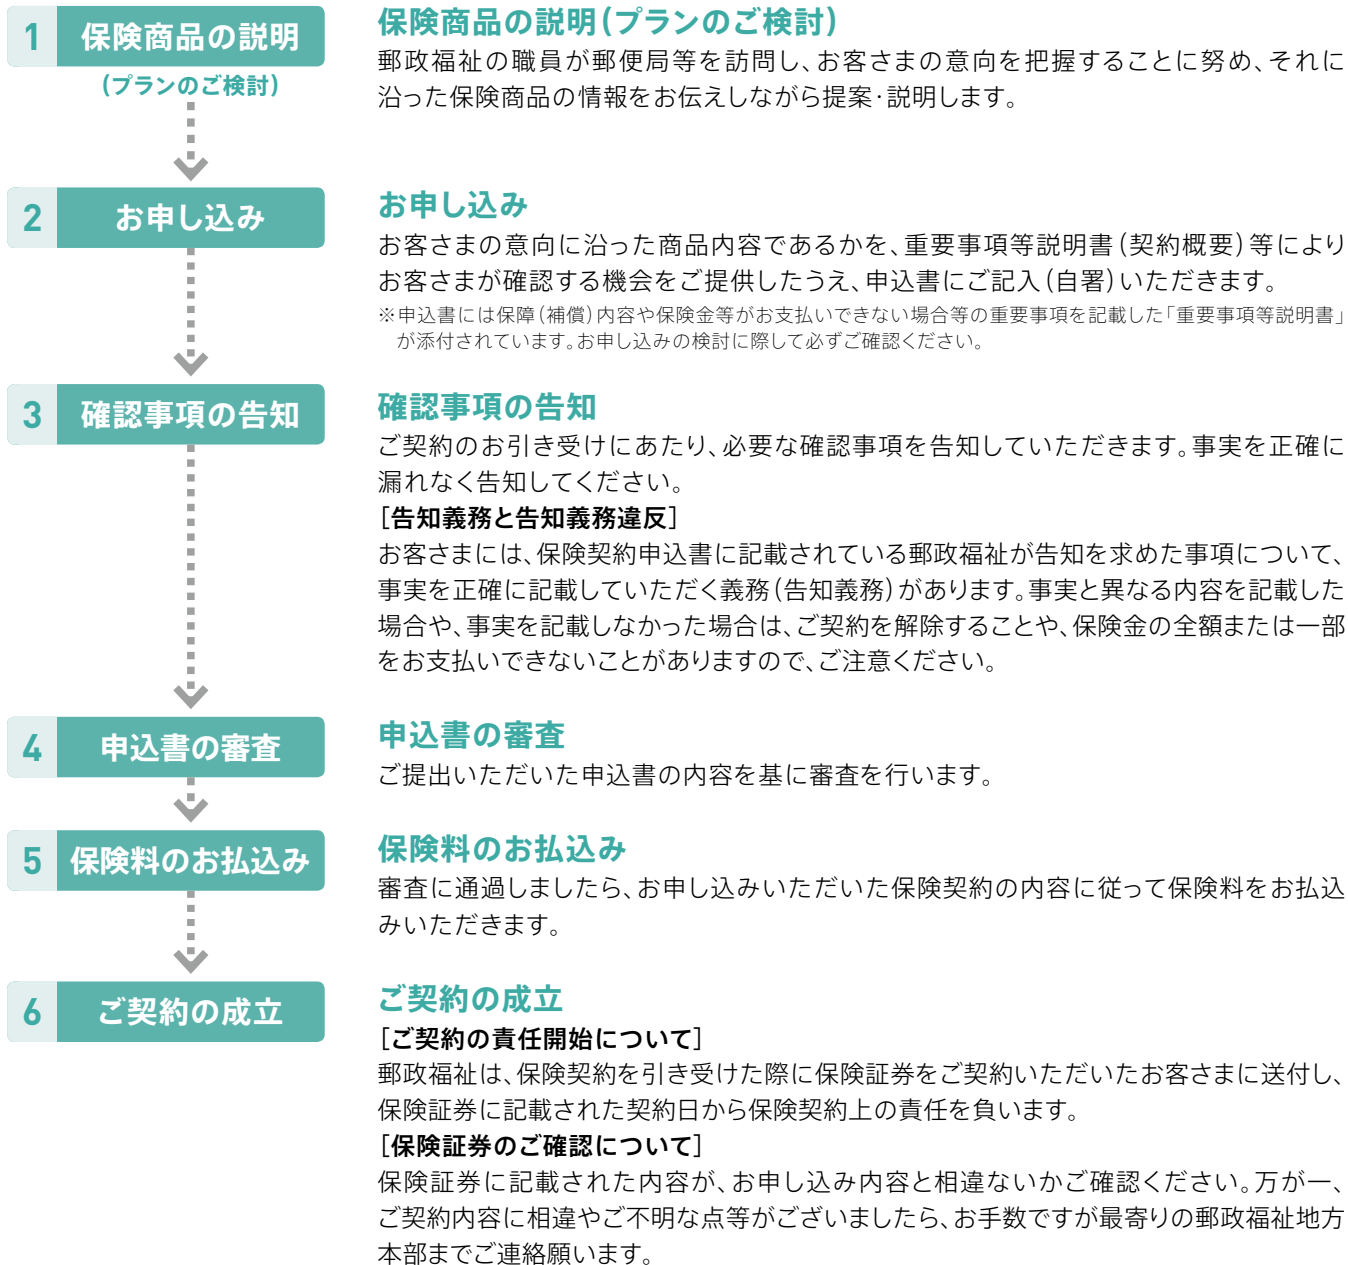 1 保険商品の説明
(プランのご検討)
保険商品の説明(プランのご検討)
郵政福祉の職員が郵便局等を訪問し、お客さまの意向を把握することに努め、それに
沿った保険商品の情報をお伝えしながら提案・説明します。
2 お申し込み
お申し込み
お客さまの意向に沿った商品内容であるかを、重要事項等説明書(契約概要)等により
お客さまが確認する機会をご提供したうえ、申込書にご記入(自署)いただきます。
※申込書には保障(補償)内容や保険金等がお支払いできない場合等の重要事項を記載した「重要事項等説明書」
が添付されています。お申し込みの検討に際して必ずご確認ください。
3 確認事項の告知
確認事項の告知
ご契約のお引き受けにあたり、必要な確認事項を告知していただきます。事実を正確に
漏れなく告知してください。
[告知義務と告知義務違反]
お客さまには、保険契約申込書に記載されている郵政福祉が告知を求めた事項について、
事実を正確に記載していただく義務(告知義務)があります。事実と異なる内容を記載した
場合や、事実を記載しなかった場合は、ご契約を解除することや、保険金の全額または一部
をお支払いできないことがありますので、ご注意ください。
4 申込書の審査
申込書の審査
ご提出いただいた申込書の内容を基に審査を行います。
5 保険料のお払込み
保険料のお払込み
審査に通過しましたら、お申し込みいただいた保険契約の内容に従って保険料をお払込
みいただきます。
6 ご契約の成立
ご契約の成立
[ご契約の責任開始について]
郵政福祉は、保険契約を引き受けた際に保険証券をご契約いただいたお客さまに送付し、
保険証券に記載された契約日から保険契約上の責任を負います。
[保険証券のご確認について]
保険証券に記載された内容が、お申し込み内容と相違ないかご確認ください。万が一、
ご契約内容に相違やご不明な点等がございましたら、お手数ですが最寄りの郵政福祉地方
本部までご連絡願います。